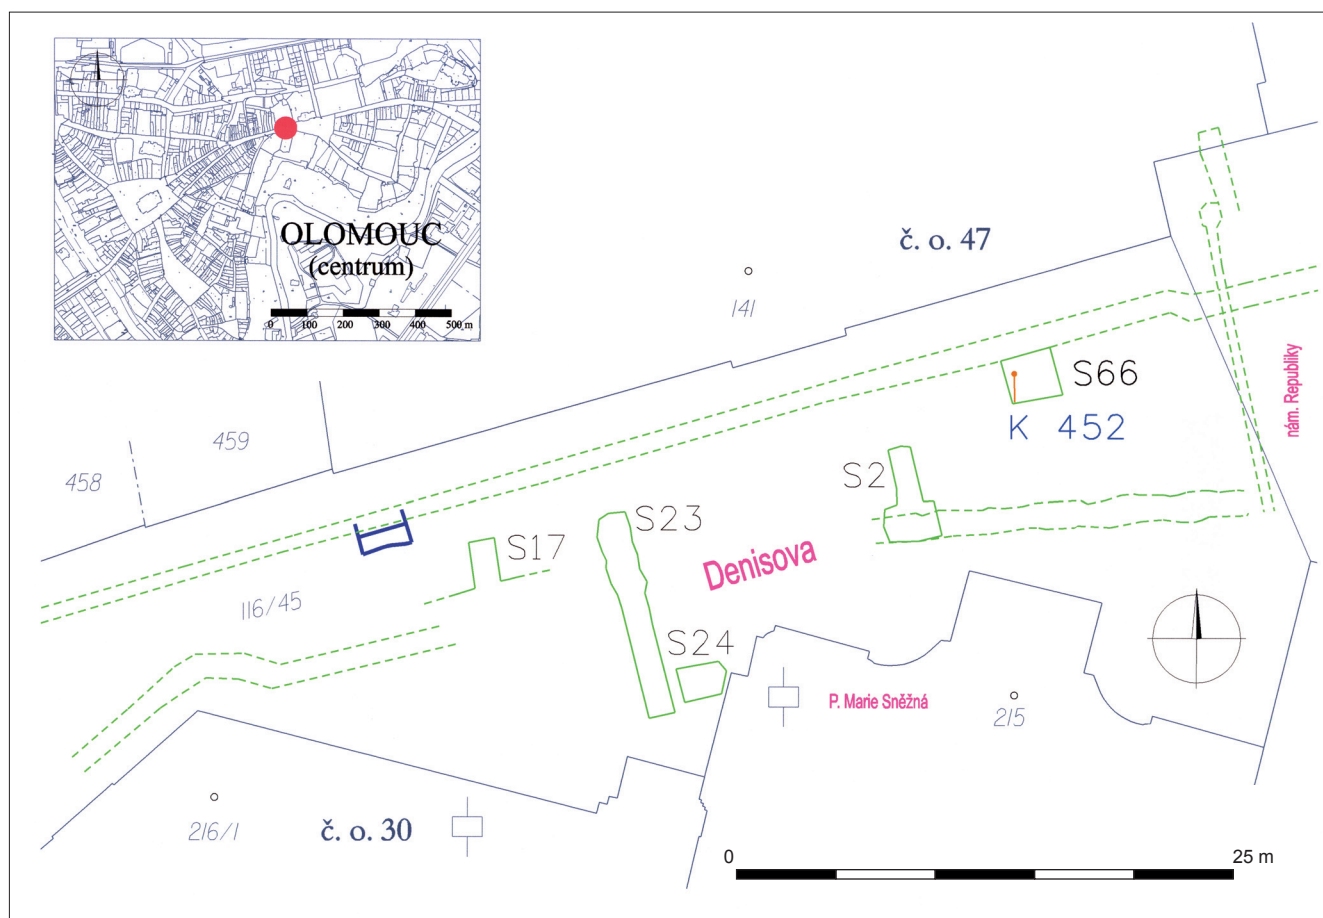 OLOMOUC
(centrum)
0 100 200 300 400 500 m
č. o. 47
141
S66
K 452
nám. Republiky
459
458
S2
S23
S17
Denisova
116/45
S24
P. Marie Sněžná
215
216/1
č. o. 30
0 25 m